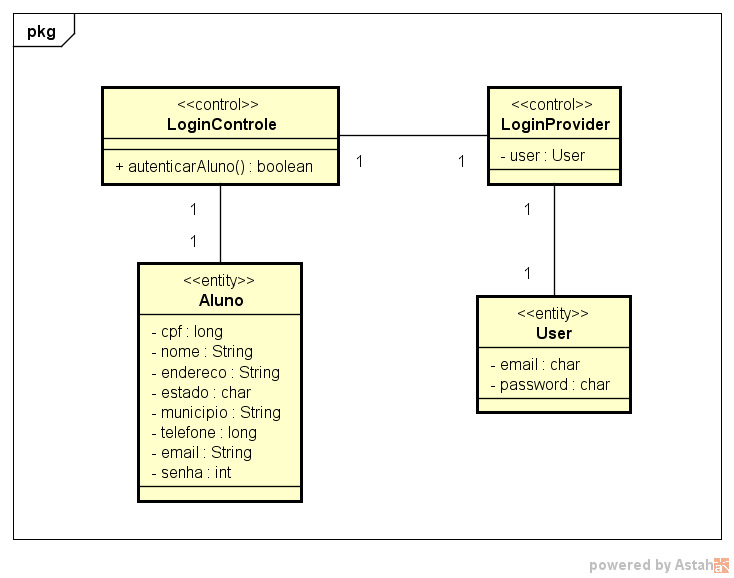 pkg
<<control>>
LoginControle
+ autenticarAluno() : boolean
<<control>>
LoginProvider
- user : User
1
1
1
1
1
1
<<entity>>
Aluno
- cpf : long
- nome : String
- endereco : String
- estado : char
- municipio : String
- telefone : long
- email : String
- senha : int
<<entity>>
User
- email : char
- password : char
powered by Astah